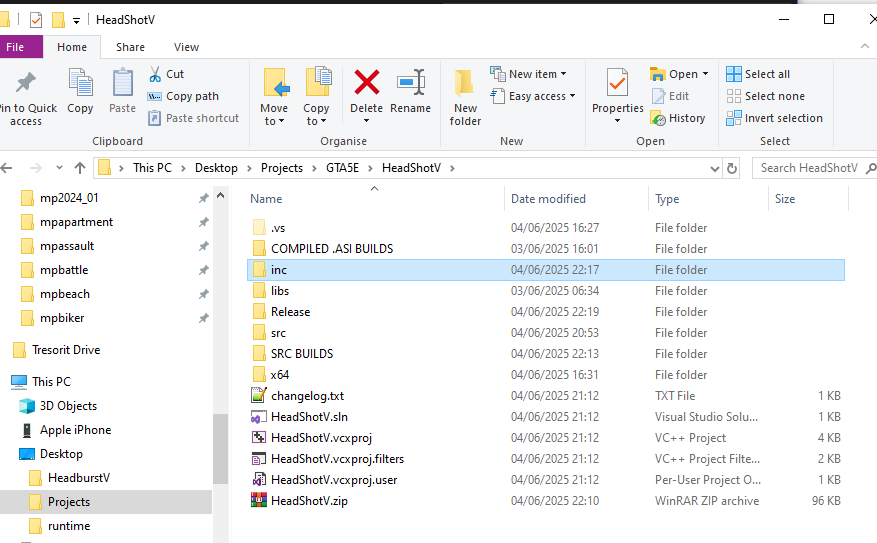 HeadShotV
File Home Share View
Pin to Quick access
Copy
Paste
Cut
Copy path
Paste shortcut
Clipboard
Move to
Copy to
Delete
Rename
Organise
New folder
New item
Easy access
New
Properties
Open
Edit
History
Open
Select all
Select none
Invert selection
Select
This PC > Desktop > Projects > GTA5E > HeadShotV >
Search HeadShotV
mp2024_01
mpapartment
mpassault
mpbattle
mpbeach
mpbiker
Tresorit Drive
This PC
3D Objects
Apple iPhone
Desktop
HeadburstV
Projects
runtime
Name Date modified Type Size
.vs 04/06/2025 16:27 File folder
COMPILED .ASI BUILDS 03/06/2025 16:01 File folder
inc 04/06/2025 22:17 File folder
libs 03/06/2025 06:34 File folder
Release 04/06/2025 22:19 File folder
src 04/06/2025 20:53 File folder
SRC BUILDS 04/06/2025 22:13 File folder
x64 04/06/2025 16:31 File folder
changelog.txt 04/06/2025 21:12 TXT File 1 KB
HeadShotV.sln 04/06/2025 21:12 Visual Studio Solu... 1 KB
HeadShotV.vcxproj 04/06/2025 21:12 VC++ Project 4 KB
HeadShotV.vcxproj.filters 04/06/2025 21:12 VC++ Project Filte... 2 KB
HeadShotV.vcxproj.user 04/06/2025 21:12 Per-User Project O... 1 KB
HeadShotV.zip 04/06/2025 22:10 WinRAR ZIP archive 96 KB